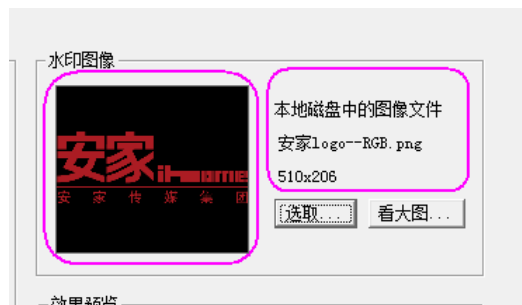 水印图像
本地磁盘中的图像文件
安家logo--RGB.png
510x206
安家
安家传媒集团
选取...
看大图...
效果预览